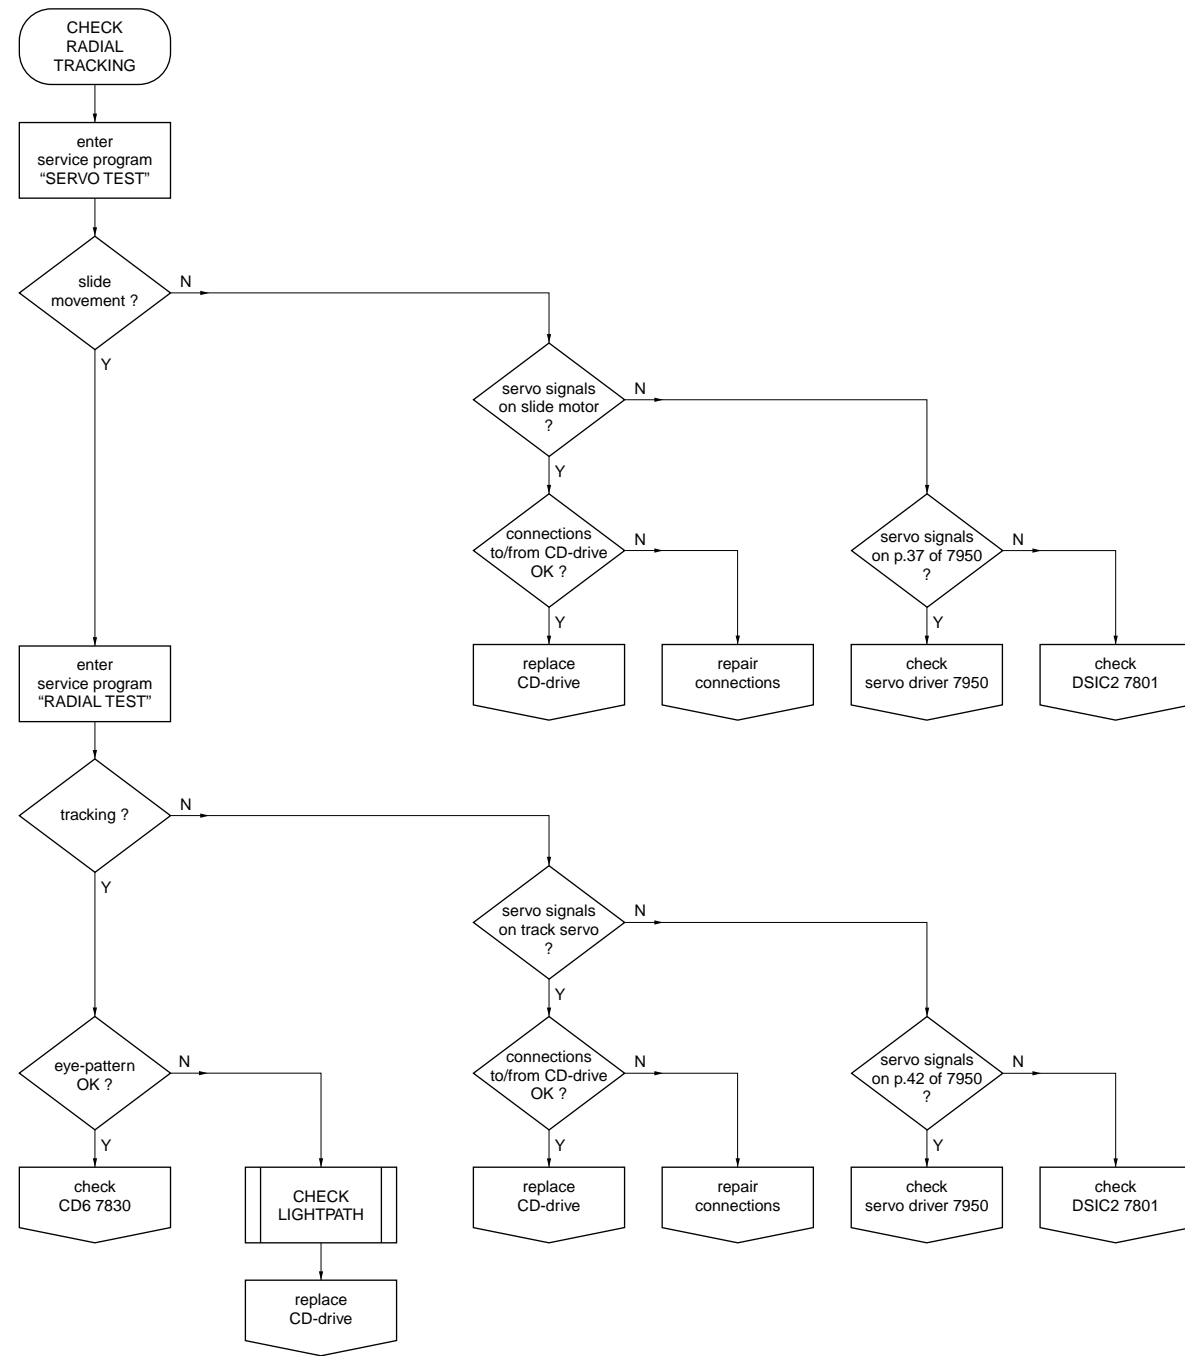 CHECK
RADIAL
TRACKING
enter
service program
“SERVO TEST”
slide
movement ?
N
Y
servo signals
on slide motor
?
N
Y
connections
to/from CD-drive
OK ?
N
Y
servo signals
on p.37 of 7950
?
N
Y
replace
CD-drive
repair
connections
check
servo driver 7950
check
DSIC2 7801
enter
service program
“RADIAL TEST”
tracking ?
N
Y
servo signals
on track servo
?
N
Y
eye-pattern
OK ?
N
Y
connections
to/from CD-drive
OK ?
N
Y
servo signals
on p.42 of 7950
?
N
Y
check
CD6 7830
CHECK
LIGHTPATH
replace
CD-drive
repair
connections
check
servo driver 7950
check
DSIC2 7801
replace
CD-drive